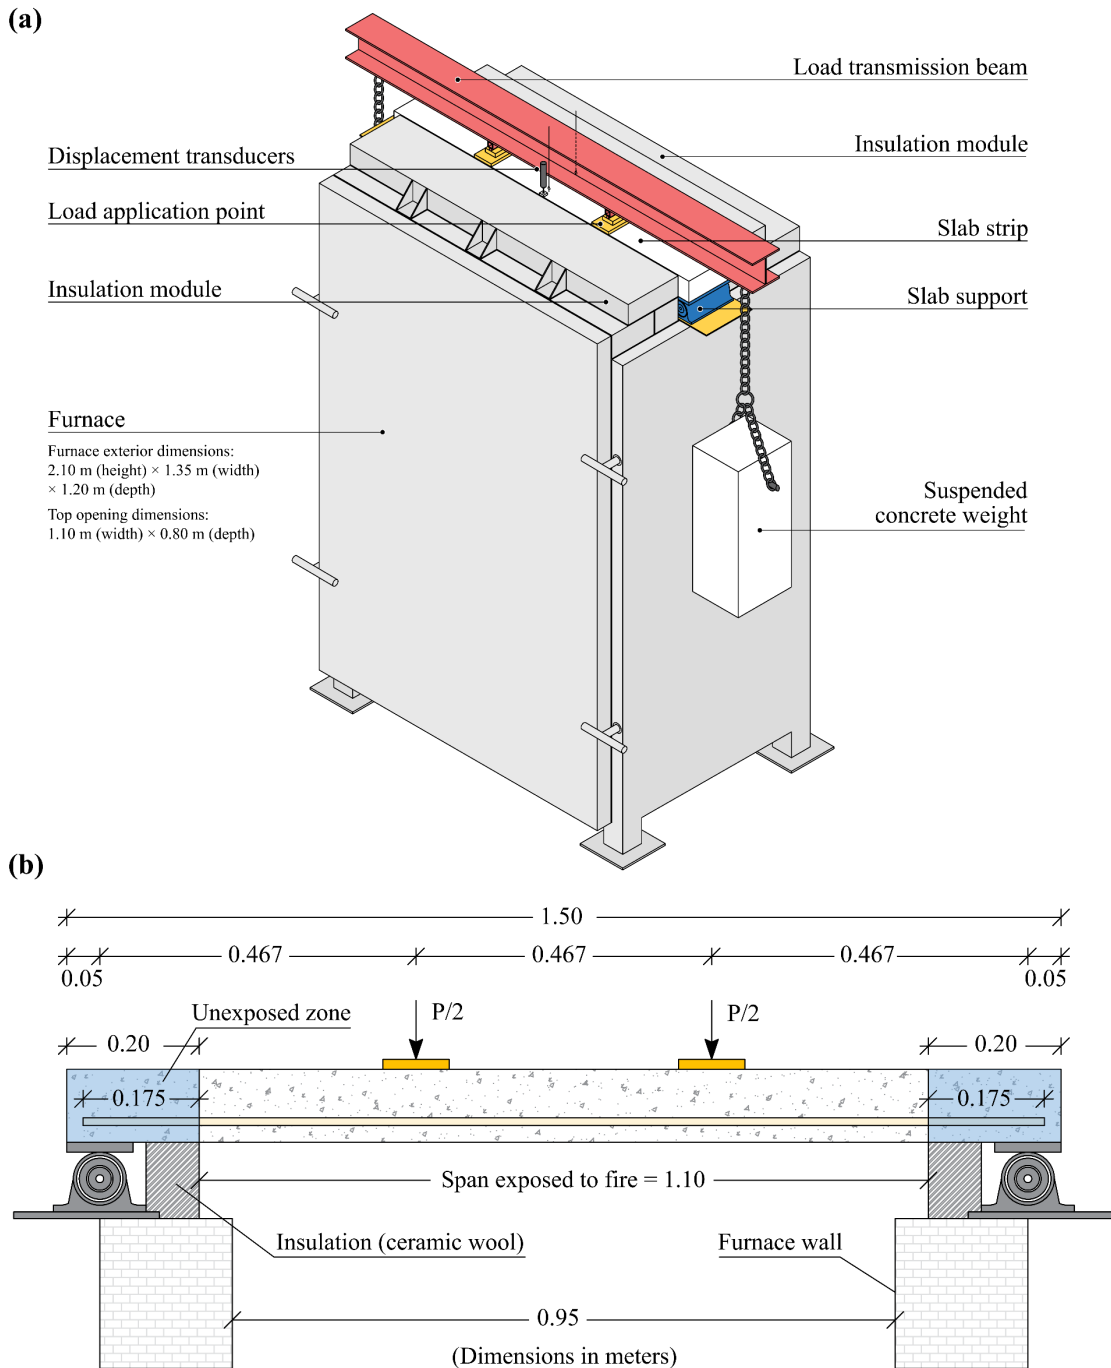 (a)
Load transmission beam
Insulation module
Displacement transducers
Load application point
Slab strip
Insulation module
Slab support
Furnace
Furnace exterior dimensions:
2.10 m (height) × 1.35 m (width)
× 1.20 m (depth)
Top opening dimensions:
1.10 m (width) × 0.80 m (depth)
Suspended
concrete weight
(b)
1.50
0.467
0.467
0.467
0.05
0.05
Unexposed zone
P/2
P/2
0.20
0.20
0.175
0.175
Span exposed to fire = 1.10
Insulation (ceramic wool)
Furnace wall
0.95
(Dimensions in meters)